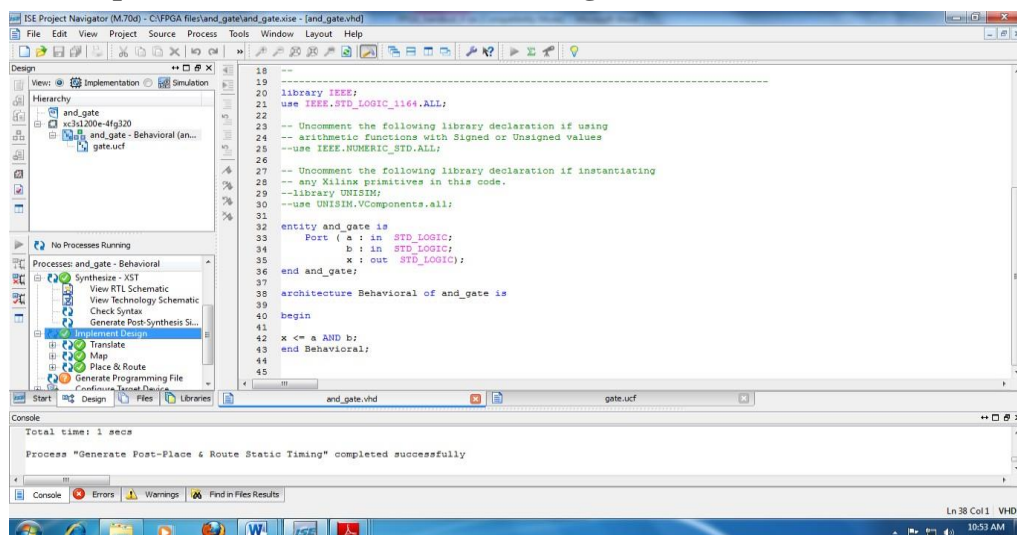 ISE Project Navigator (M.70d) - C:\FPGA files\and_gate\and_gate.xise - [and_gate.vhd]
File Edit View Project Source Process Tools Window Layout Help
Design
View: Implementation Simulation
Hierarchy
and_gate
xc3s1200e-4fg320
and_gate - Behavioral (an...
gate.ucf
No Processes Running
Processes: and_gate - Behavioral
Synthesize - XST
View RTL Schematic
View Technology Schematic
Check Syntax
Generate Post-Synthesis Si...
Implement Design
Translate
Map
Place & Route
Generate Programming File
Configure Target Device
Start Design Files Libraries
18 --
19 ----------------------------------------------------------------------------------
20 library IEEE;
21 use IEEE.STD_LOGIC_1164.ALL;
22
23 -- Uncomment the following library declaration if using
24 -- arithmetic functions with Signed or Unsigned values
25 --use IEEE.NUMERIC_STD.ALL;
26
27 -- Uncomment the following library declaration if instantiating
28 -- any Xilinx primitives in this code.
29 --library UNISIM;
30 --use UNISIM.VComponents.all;
31
32 entity and_gate is
33 Port ( a : in STD_LOGIC;
34 b : in STD_LOGIC;
35 x : out STD_LOGIC);
36 end and_gate;
37
38 architecture Behavioral of and_gate is
39
40 begin
41
42 x <= a AND b;
43 end Behavioral;
44
45
and_gate.vhd gate.ucf
Console
Total time: 1 secs
Process "Generate Post-Place & Route Static Timing" completed successfully
Console Errors Warnings Find in Files Results
Ln 38 Col 1 VHD
10:53 AM